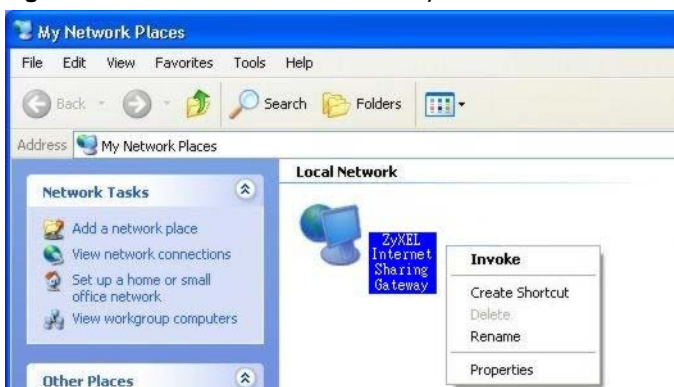 My Network Places
File Edit View Favorites Tools Help
Back Search Folders
Address My Network Places
Network Tasks
Add a network place
View network connections
Set up a home or small
office network
View workgroup computers
Other Places
Local Network
ZyXEL
Internet
Sharing
Gateway
Invoke
Create Shortcut
Delete
Rename
Properties